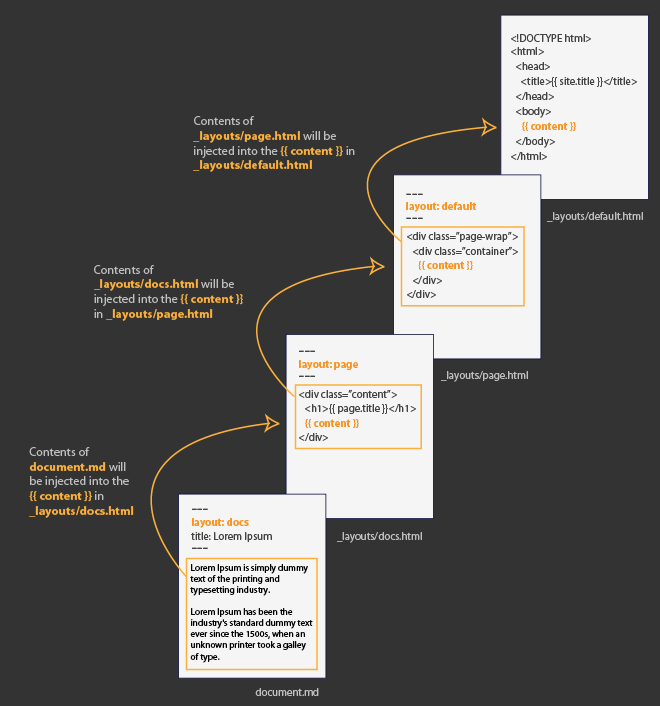 <!DOCTYPE html>
<html>
<head>
<title>{{ site.title }}</title>
</head>
<body>
{{ content }}
</body>
</html>
_layouts/default.html
Contents of
_layouts/page.html will be
injected into the {{ content }} in
_layouts/default.html
---
layout: default
---
<div class="page-wrap">
<div class="container">
{{ content }}
</div>
</div>
_layouts/page.html
Contents of
_layouts/docs.html will be
injected into the {{ content }}
in _layouts/page.html
---
layout: page
---
<div class="content">
<h1>{{ page.title }}</h1>
{{ content }}
</div>
_layouts/docs.html
Contents of
document.md will
be injected into the
{{ content }} in
_layouts/docs.html
---
layout: docs
title: Lorem Ipsum
---
Lorem Ipsum is simply dummy
text of the printing and
typesetting industry.
Lorem Ipsum has been the
industry's standard dummy text
ever since the 1500s, when an
unknown printer took a galley
of type.
document.md